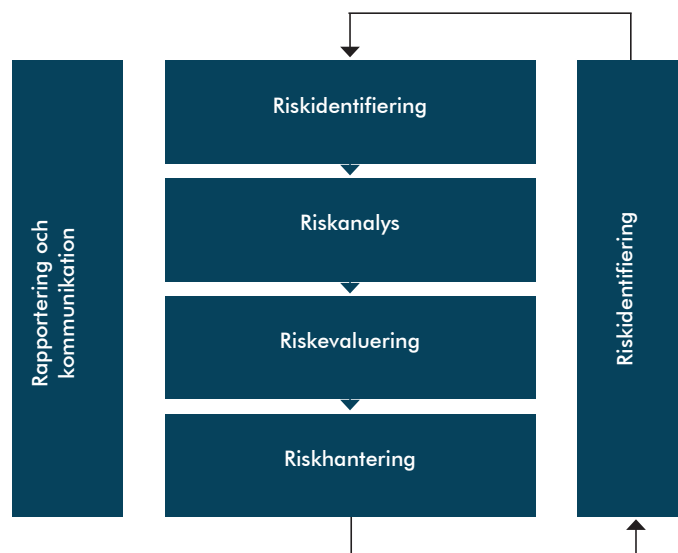 Rapportering och
kommunikation
Riskidentifiering
Riskanalys
Riskevaluering
Riskhantering
Riskidentifiering